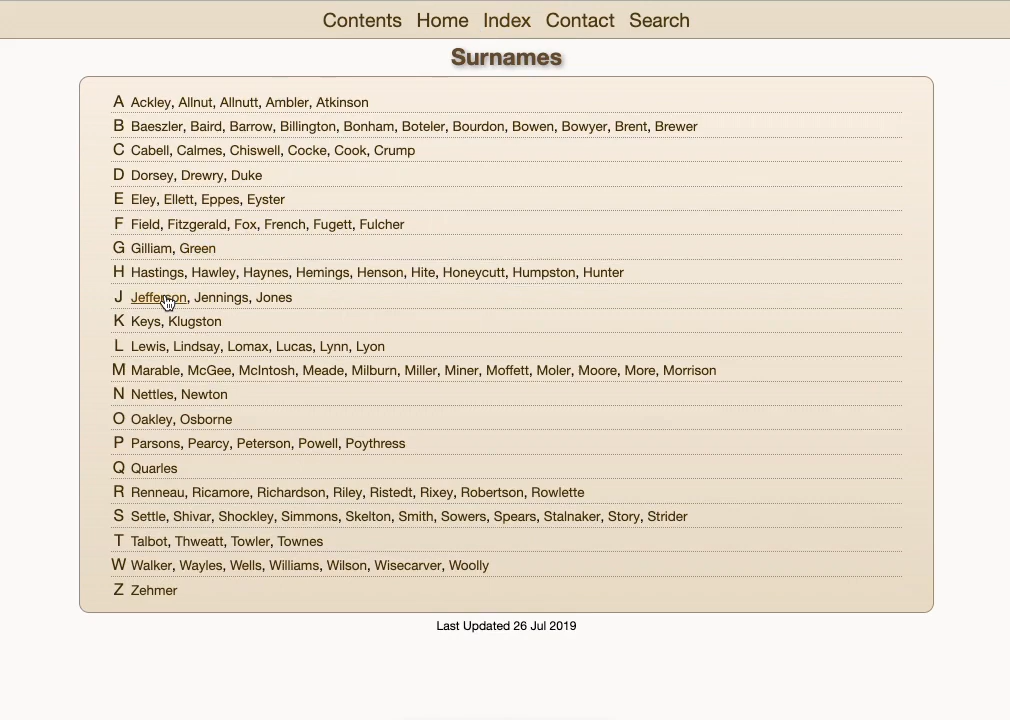 Contents Home Index Contact Search
Surnames
A Ackley, Allnut, Allnutt, Ambler, Atkinson
B Baeszler, Baird, Barrow, Billington, Bonham, Boteler, Bourdon, Bowen, Bowyer, Brent, Brewer
C Cabell, Calmes, Chiswell, Cocke, Cook, Crump
D Dorsey, Drewry, Duke
E Eley, Ellett, Eppes, Eyster
F Field, Fitzgerald, Fox, French, Fugett, Fulcher
G Gilliam, Green
H Hastings, Hawley, Haynes, Hemings, Henson, Hite, Honeycutt, Humpston, Hunter
J Jefferson, Jennings, Jones
K Keys, Klugston
L Lewis, Lindsay, Lomax, Lucas, Lynn, Lyon
M Marable, McGee, McIntosh, Meade, Milburn, Miller, Miner, Moffett, Moler, Moore, More, Morrison
N Nettles, Newton
O Oakley, Osborne
P Parsons, Pearcy, Peterson, Powell, Poythress
Q Quarles
R Renneau, Ricamore, Richardson, Riley, Ristedt, Rixey, Robertson, Rowlette
S Settle, Shivar, Shockley, Simmons, Skelton, Smith, Sowers, Spears, Stalnaker, Story, Strider
T Talbot, Thweatt, Towler, Townes
W Walker, Wayles, Wells, Williams, Wilson, Wisecarver, Woolly
Z Zehmer
Last Updated 26 Jul 2019